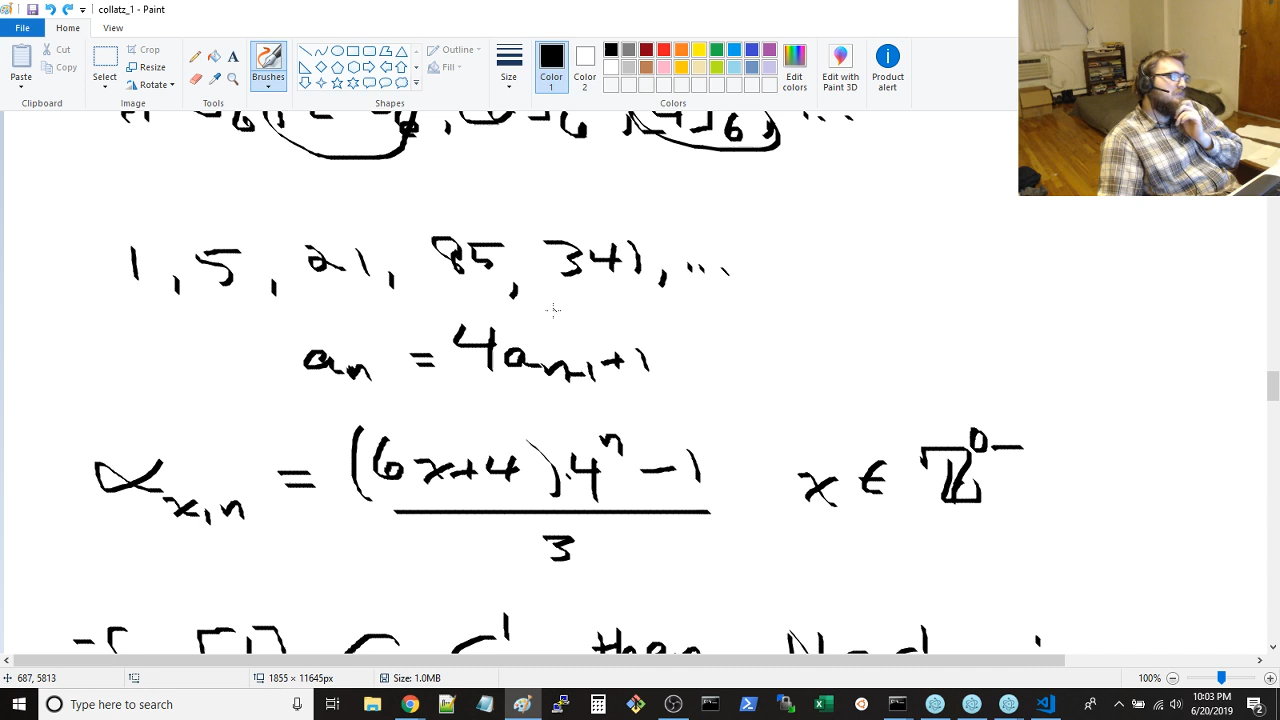 collatz_1 - Paint
File Home View
Paste Cut Copy Select Crop Resize Rotate Brushes Outline Fill Size Color 1 Color 2 Edit colors Edit with Paint 3D Product alert
Clipboard Image Tools Shapes Colors
1, 5, 21, 85, 341, ...
aₙ = 4aₙ₋₁+1
α_{x,n} = (6x+4)·4ⁿ - 1 x ∈ ℤ⁰⁻
3
then
687, 5813 1855 × 11645px Size: 1.0MB 100%
Type here to search
10:03 PM
6/20/2019